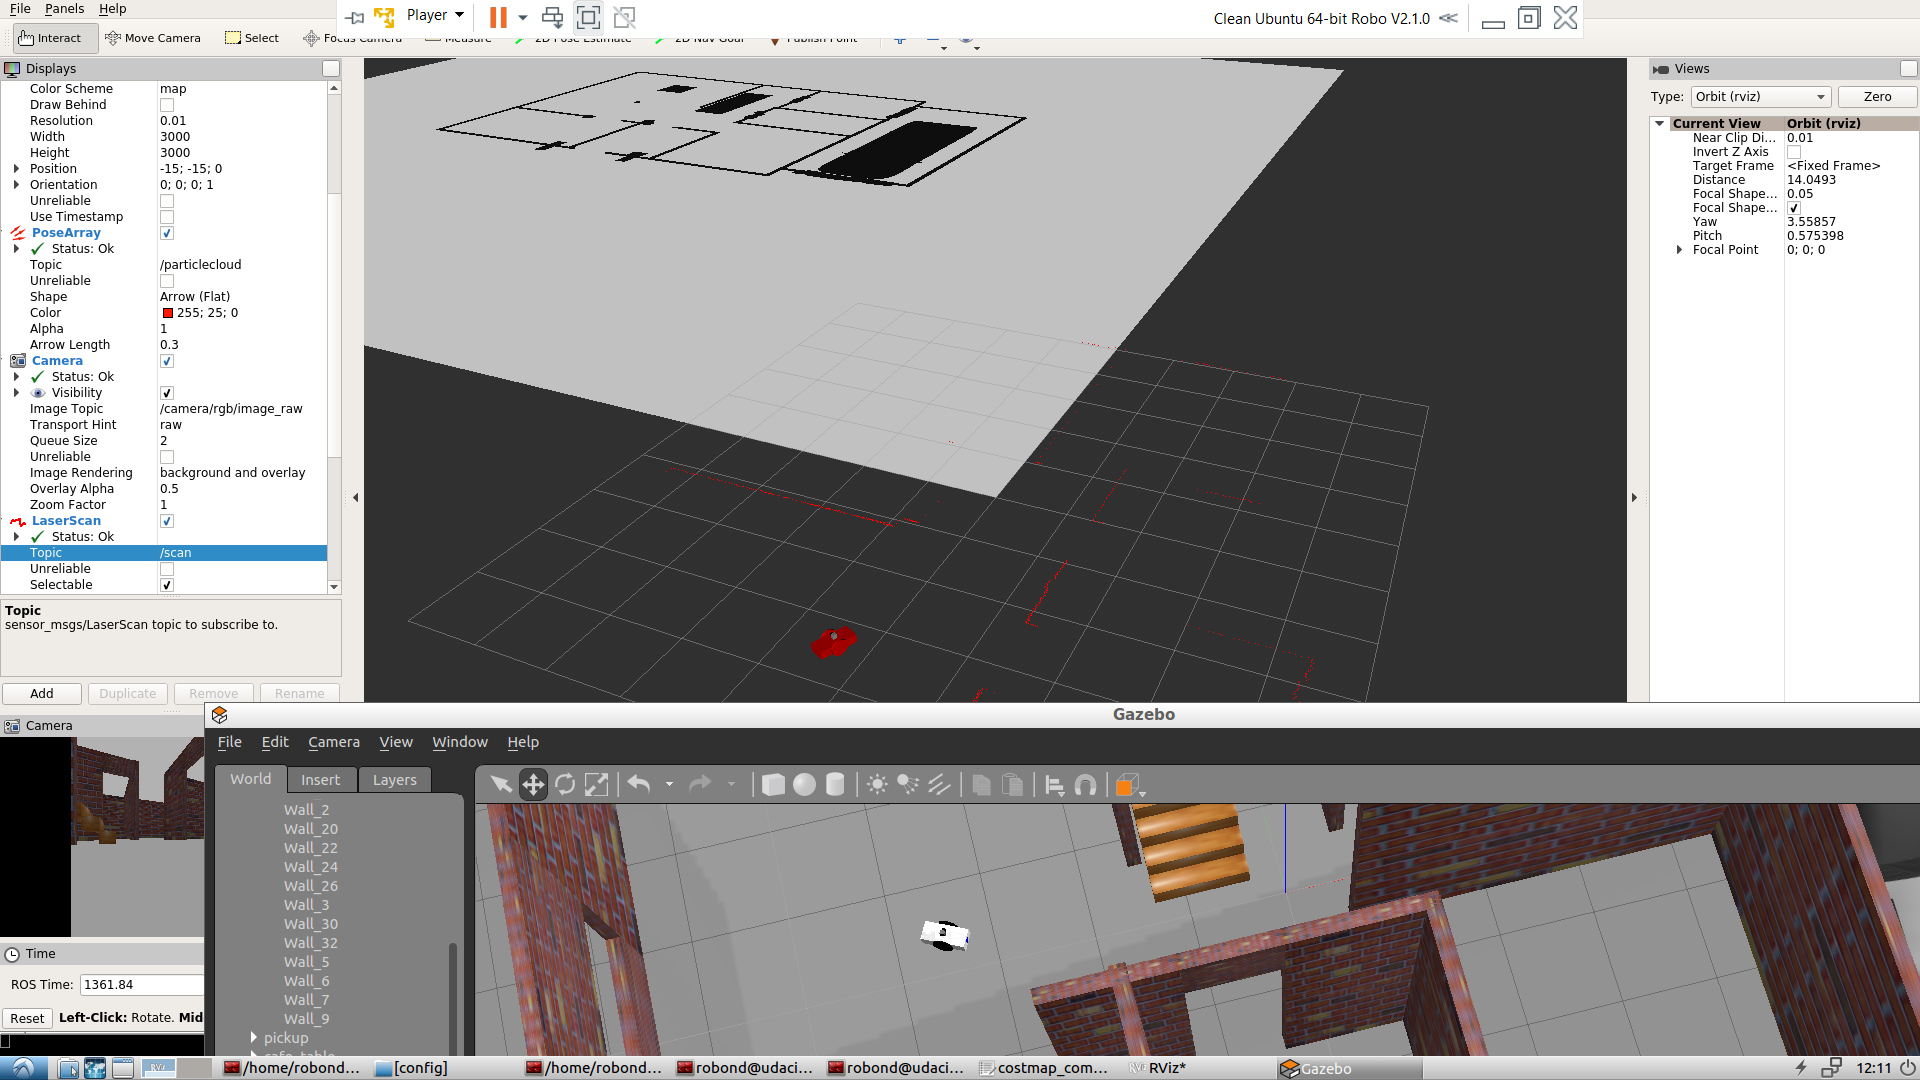 File Panels Help
Player
Clean Ubuntu 64-bit Robo V2.1.0
Interact Move Camera Select Focus Camera Measure 2D Pose Estimate 2D Nav Goal Publish Point
Displays
Color Scheme map
Draw Behind
Resolution 0.01
Width 3000
Height 3000
Position -15; -15; 0
Orientation 0; 0; 0; 1
Unreliable
Use Timestamp
PoseArray
Status: Ok
Topic /particlecloud
Unreliable
Shape Arrow (Flat)
Color 255; 25; 0
Alpha 1
Arrow Length 0.3
Camera
Status: Ok
Visibility
Image Topic /camera/rgb/image_raw
Transport Hint raw
Queue Size 2
Unreliable
Image Rendering background and overlay
Overlay Alpha 0.5
Zoom Factor 1
LaserScan
Status: Ok
Topic /scan
Unreliable
Selectable
Topic
sensor_msgs/LaserScan topic to subscribe to.
Add Duplicate Remove Rename
Camera
Time
ROS Time: 1361.84
Reset Left-Click: Rotate. Mid
Views
Type: Orbit (rviz) Zero
Current View Orbit (rviz)
Near Clip Di... 0.01
Invert Z Axis
Target Frame <Fixed Frame>
Distance 14.0493
Focal Shape... 0.05
Focal Shape...
Yaw 3.55857
Pitch 0.575398
Focal Point 0; 0; 0
Gazebo
File Edit Camera View Window Help
World Insert Layers
Wall_2
Wall_20
Wall_22
Wall_24
Wall_26
Wall_3
Wall_30
Wall_32
Wall_5
Wall_6
Wall_7
Wall_9
pickup
cafe_table
/home/robond... [config] /home/robond... robond@udaci... robond@udaci... costmap_com... RViz* Gazebo 12:11